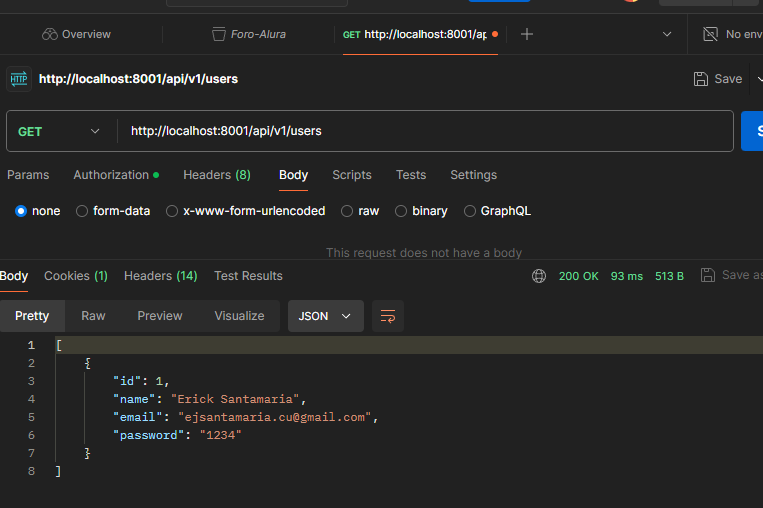 Overview Foro-Alura GET http://localhost:8001/ap No env
HTTP http://localhost:8001/api/v1/users Save
GET http://localhost:8001/api/v1/users S
Params Authorization Headers (8) Body Scripts Tests Settings
none form-data x-www-form-urlencoded raw binary GraphQL
This request does not have a body
Body Cookies (1) Headers (14) Test Results 200 OK 93 ms 513 B Save as
Pretty Raw Preview Visualize JSON
1 [
2 {
3 "id": 1,
4 "name": "Erick Santamaria",
5 "email": "ejsantamaria.cu@gmail.com",
6 "password": "1234"
7 }
8 ]